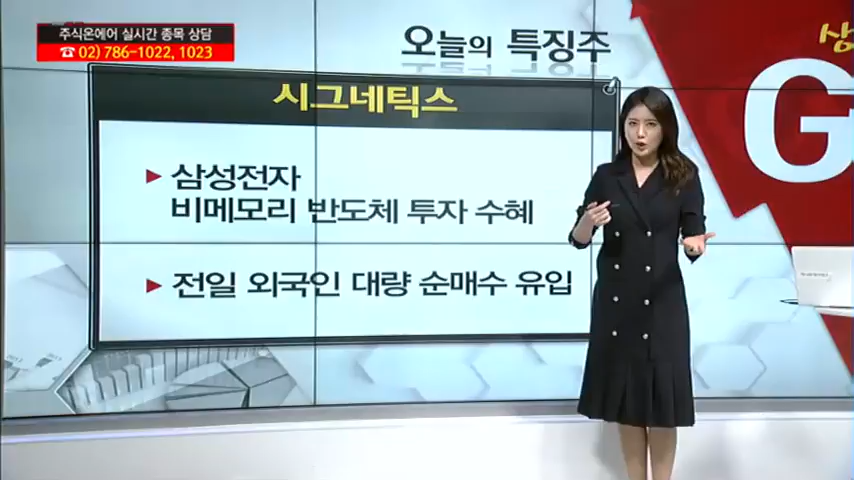 주식온에어 실시간 종목 상담
☎ 02) 786-1022, 1023
오늘의 특징주
시그네틱스
▶ 삼성전자
비메모리 반도체 투자 수혜
▶ 전일 외국인 대량 순매수 유입
상
G